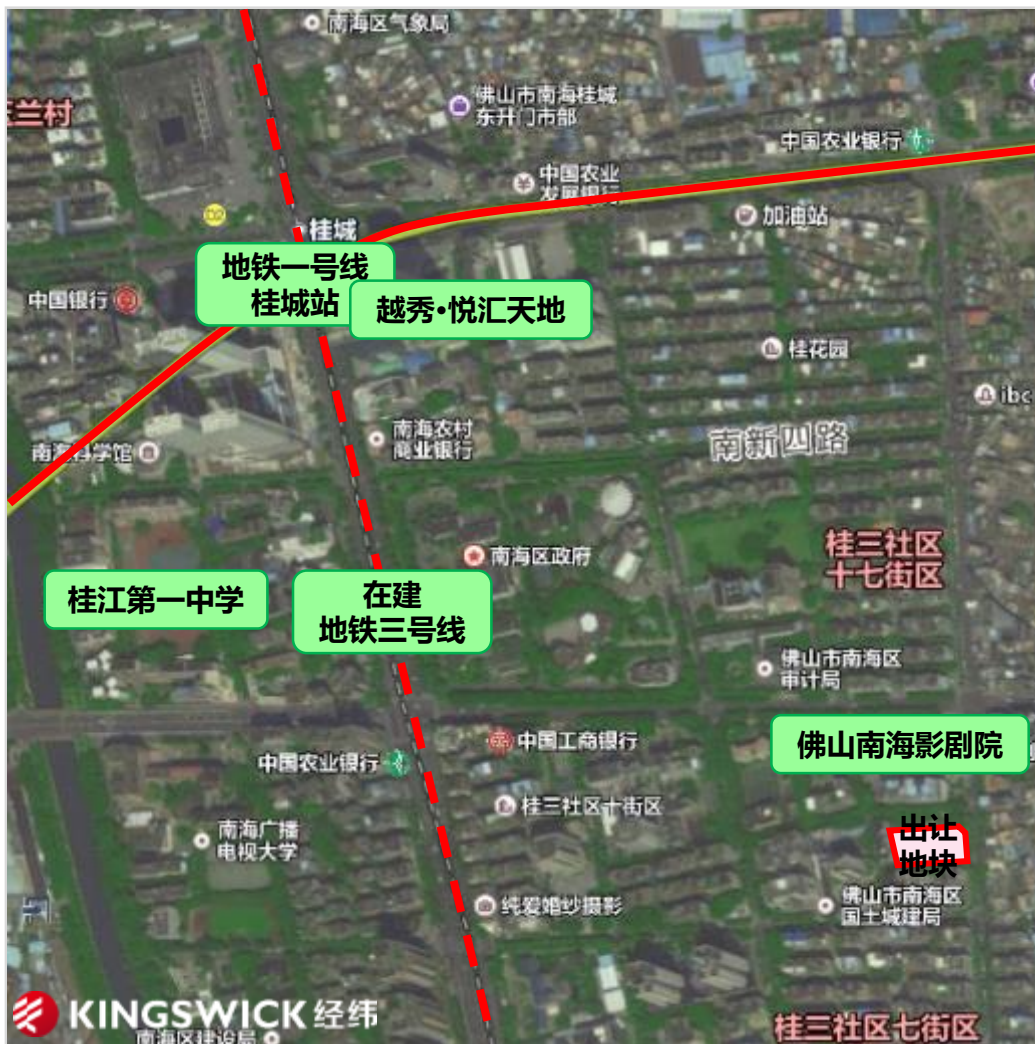 南海区气象局
佛山市南海桂城
东升门市部
兰村
中国农业银行
中国农业
发展银行
加油站
桂城
地铁一号线
桂城站
越秀•悦汇天地
中国银行
桂花园
ibc
南海农村
商业银行
南新四路
南海科学馆
南海区政府
桂三社区
十七街区
桂江第一中学
在建
地铁三号线
佛山市南海区
审计局
中国工商银行
佛山南海影剧院
中国农业银行
桂三社区十街区
南海广播
电视大学
出让
地块
佛山市南海区
国土城建局
纯爱婚纱摄影
KINGSWICK 经纬
南海区建设局
桂三社区七街区